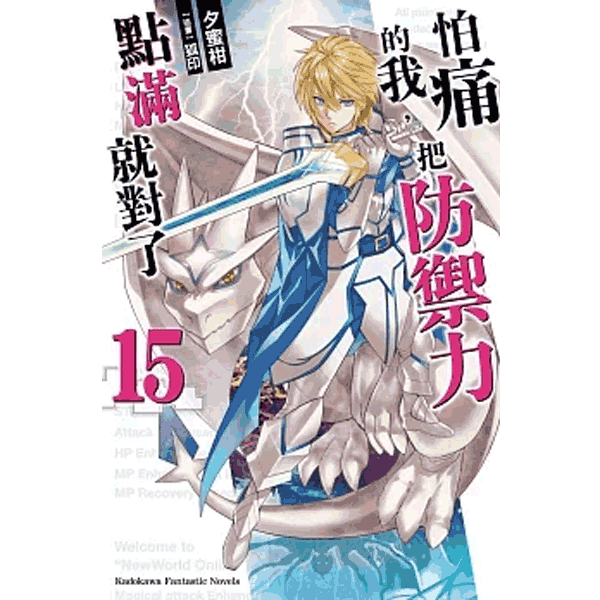 怕痛
的我，
把
防禦力
點滿
就對了
15
夕蜜柑
狐印
Attack
HP Enh
MP Enhan
MP Recovery
Welcome to
"NewWorld Onli
Magical attack Enhance
Kadokawa Fantastic Novels